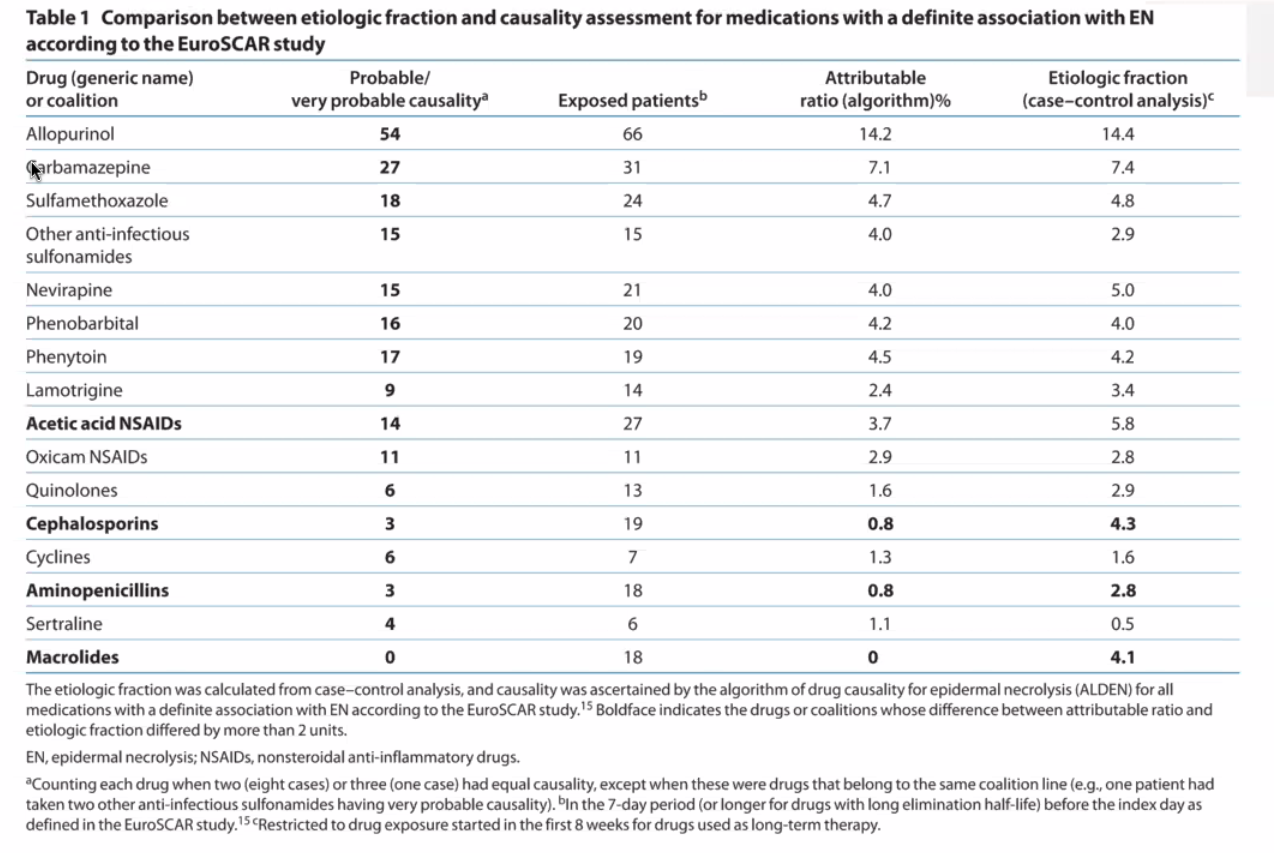 Table 1 Comparison between etiologic fraction and causality assessment for medications with a definite association with EN
according to the EuroSCAR study
Drug (generic name) Probable/ Attributable Etiologic fraction
or coalition very probable causalityᵃ Exposed patientsᵇ ratio (algorithm)% (case–control analysis)ᶜ
Allopurinol 54 66 14.2 14.4
Carbamazepine 27 31 7.1 7.4
Sulfamethoxazole 18 24 4.7 4.8
Other anti-infectious 15 15 4.0 2.9
sulfonamides
Nevirapine 15 21 4.0 5.0
Phenobarbital 16 20 4.2 4.0
Phenytoin 17 19 4.5 4.2
Lamotrigine 9 14 2.4 3.4
Acetic acid NSAIDs 14 27 3.7 5.8
Oxicam NSAIDs 11 11 2.9 2.8
Quinolones 6 13 1.6 2.9
Cephalosporins 3 19 0.8 4.3
Cyclines 6 7 1.3 1.6
Aminopenicillins 3 18 0.8 2.8
Sertraline 4 6 1.1 0.5
Macrolides 0 18 0 4.1
The etiologic fraction was calculated from case–control analysis, and causality was ascertained by the algorithm of drug causality for epidermal necrolysis (ALDEN) for all
medications with a definite association with EN according to the EuroSCAR study.¹⁵ Boldface indicates the drugs or coalitions whose difference between attributable ratio and
etiologic fraction differed by more than 2 units.
EN, epidermal necrolysis; NSAIDs, nonsteroidal anti-inflammatory drugs.
ᵃCounting each drug when two (eight cases) or three (one case) had equal causality, except when these were drugs that belong to the same coalition line (e.g., one patient had
taken two other anti-infectious sulfonamides having very probable causality). ᵇIn the 7-day period (or longer for drugs with long elimination half-life) before the index day as
defined in the EuroSCAR study.¹⁵ ᶜRestricted to drug exposure started in the first 8 weeks for drugs used as long-term therapy.